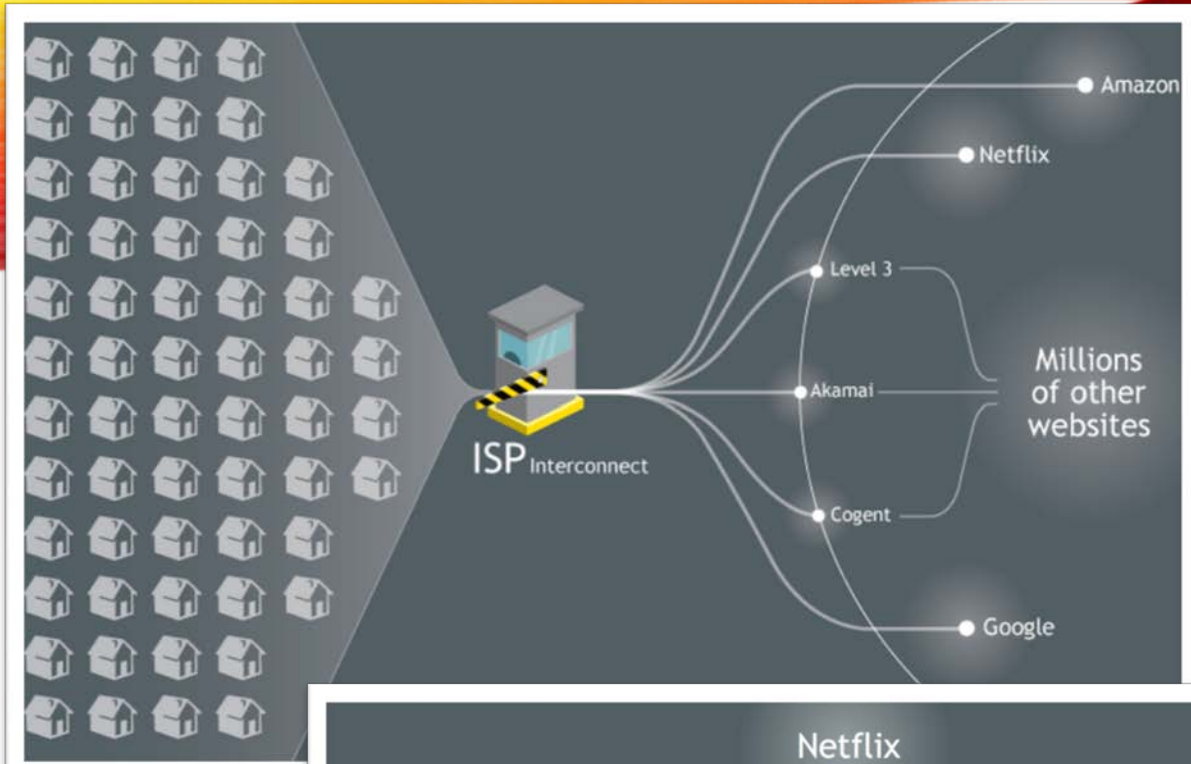 Amazon
Netflix
Level 3
Millions
of other
websites
Akamai
ISP Interconnect
Cogent
Google
Netflix